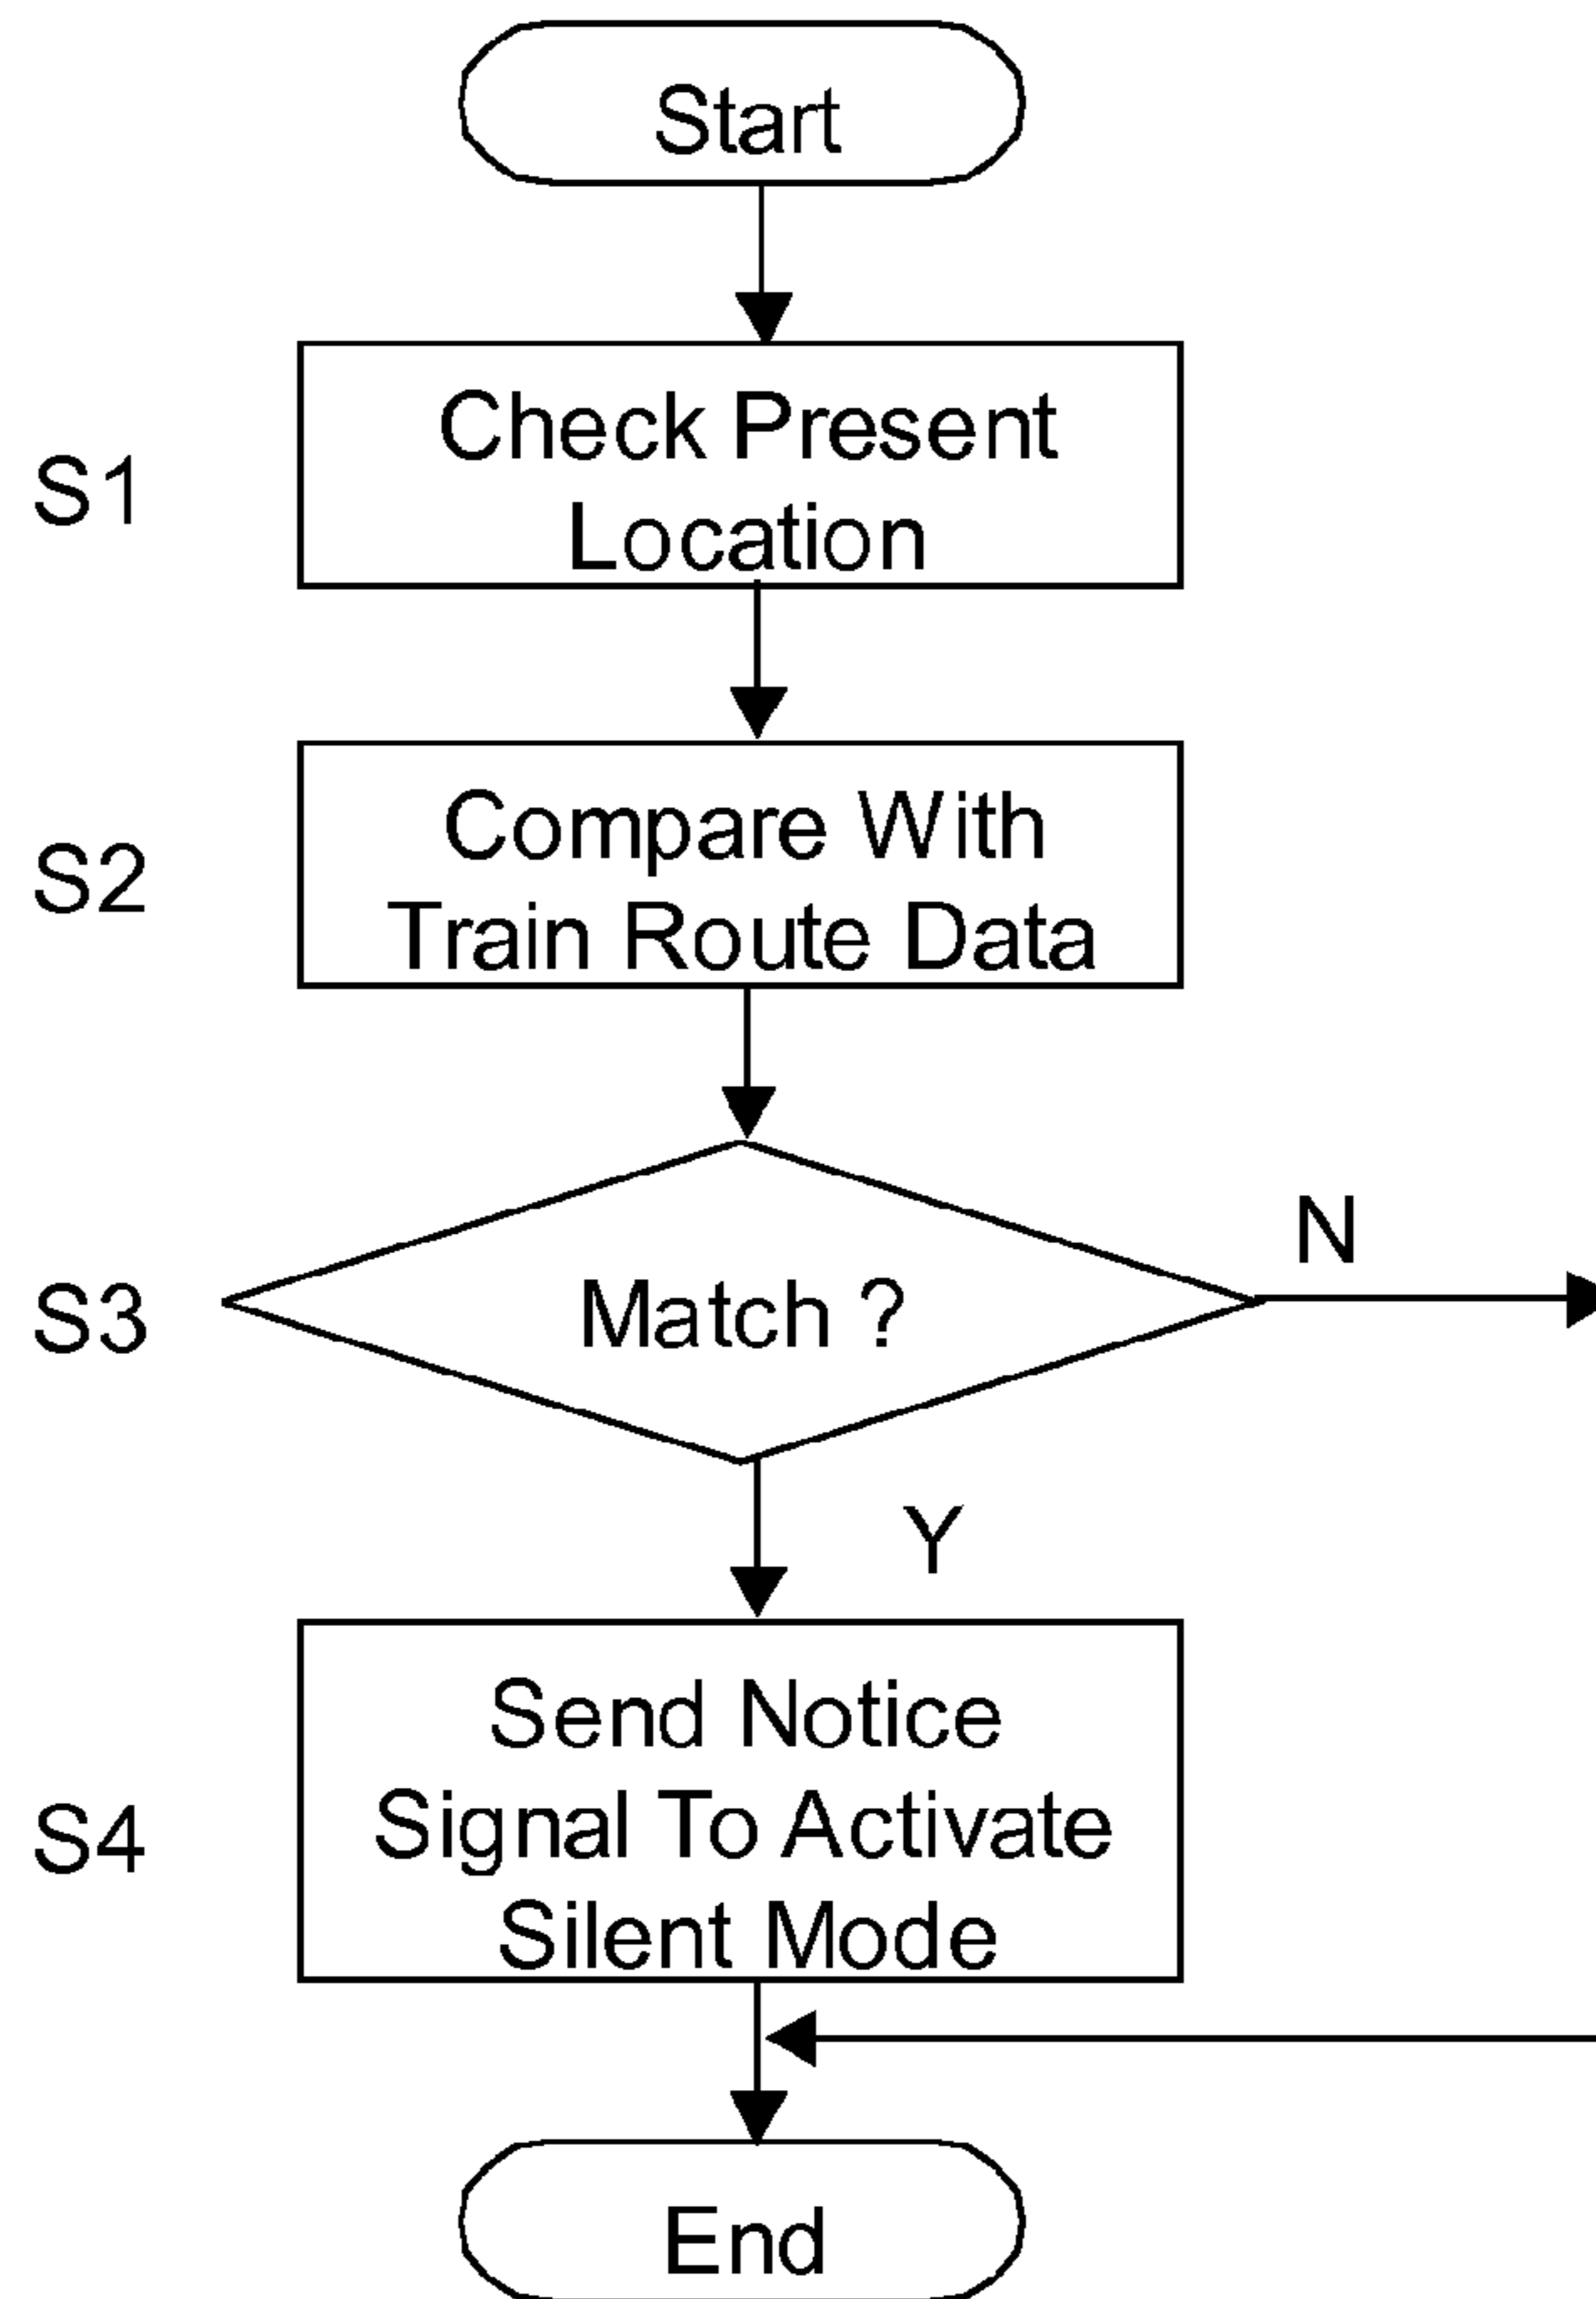 Start
S1
Check Present
Location
S2
Compare With
Train Route Data
S3
Match ?
N
Y
S4
Send Notice
Signal To Activate
Silent Mode
End